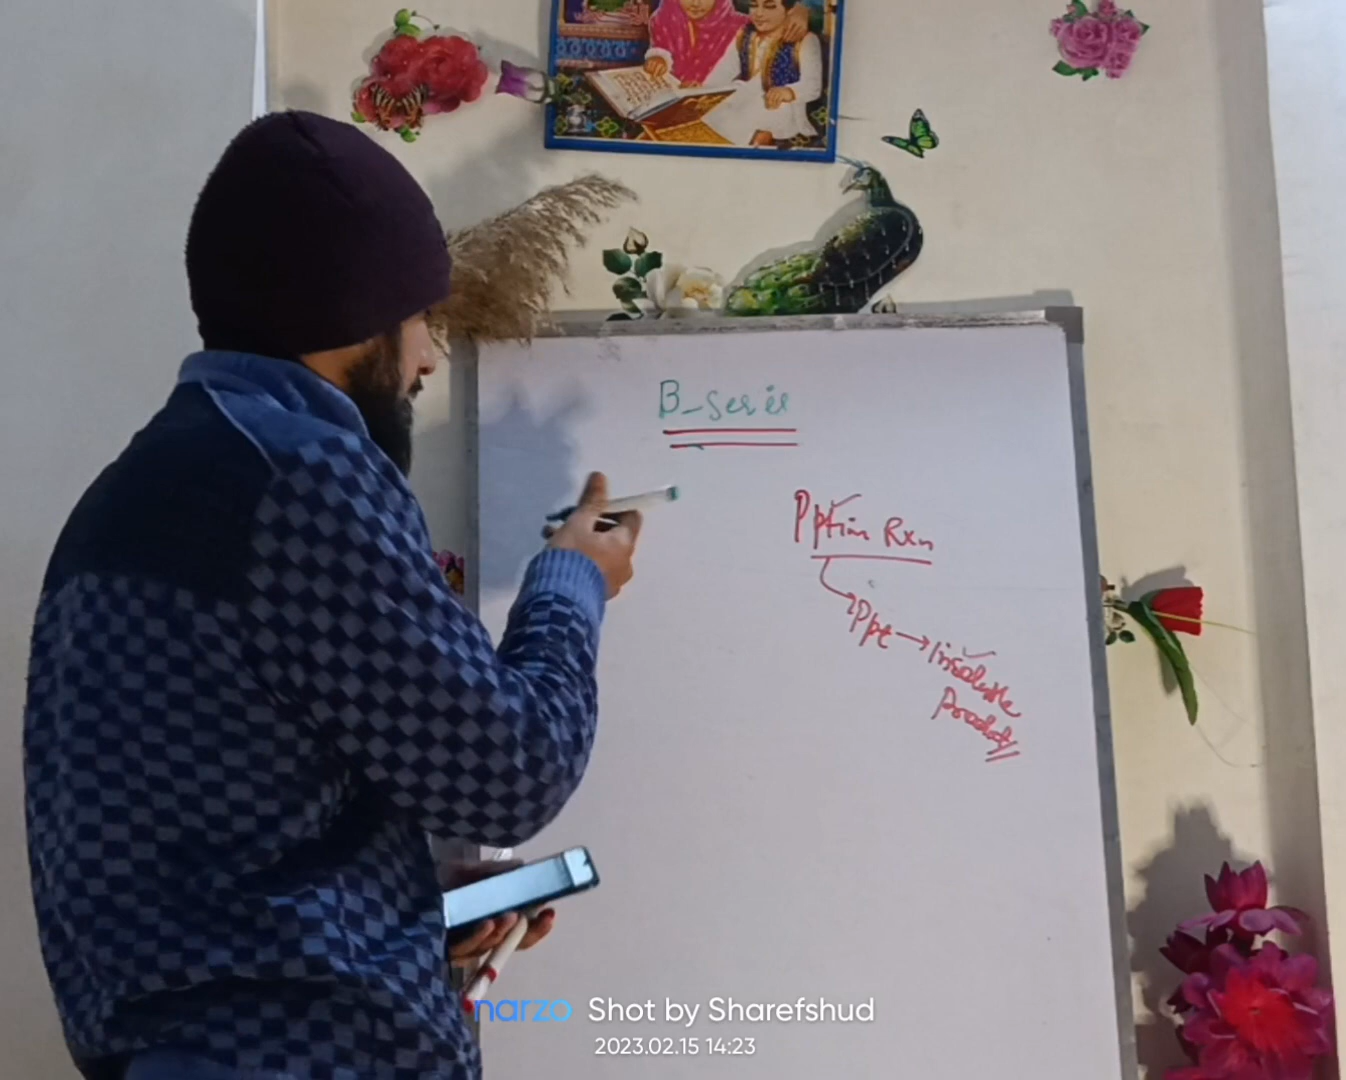 B-Series
Pptin Rxn
Ppt → insoluble
Product
narzo Shot by Sharefshud
2023.02.15 14:23